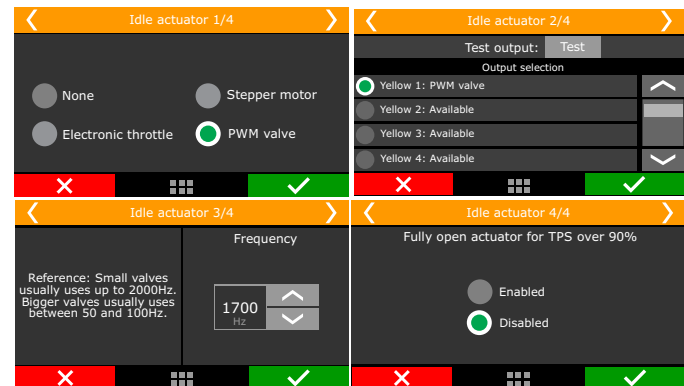 Idle actuator 1/4
None
Stepper motor
Electronic throttle
PWM valve
Idle actuator 2/4
Test output: Test
Output selection
Yellow 1: PWM valve
Yellow 2: Available
Yellow 3: Available
Yellow 4: Available
Idle actuator 3/4
Reference: Small valves
usually uses up to 2000Hz.
Bigger valves usually uses
between 50 and 100Hz.
Frequency
1700
Hz
Idle actuator 4/4
Fully open actuator for TPS over 90%
Enabled
Disabled